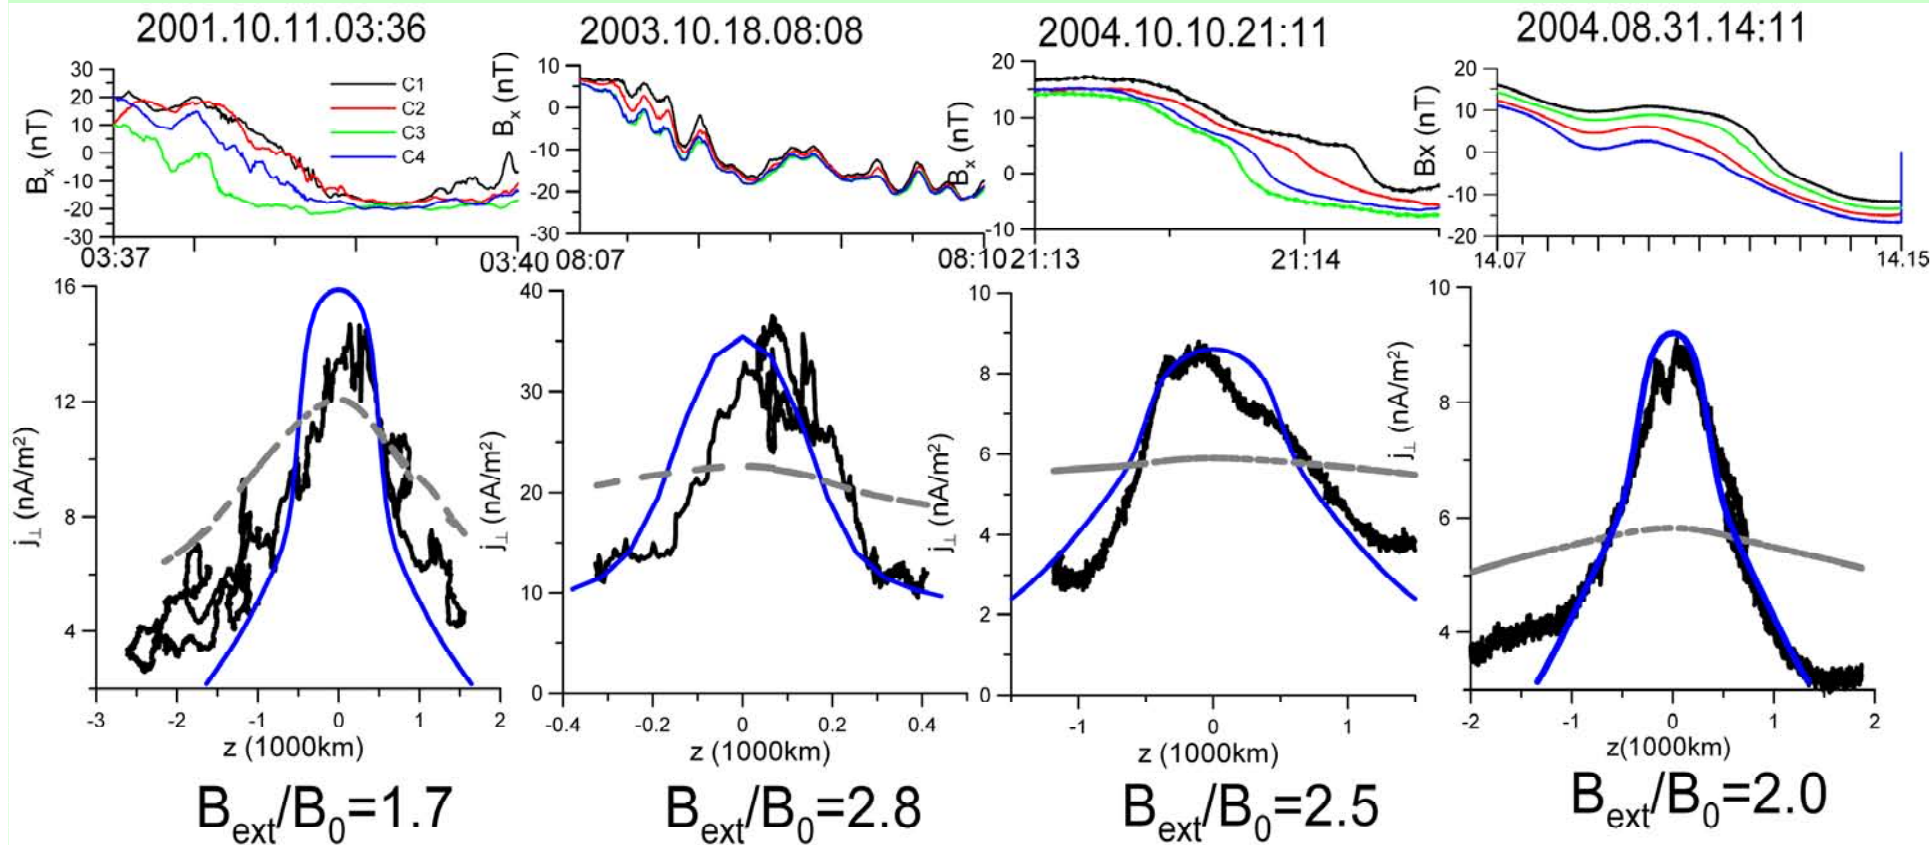 2001.10.11.03:36
30
20
10
0
-10
-20
-30
Bx (nT)
C1
C2
C3
C4
03:37
03:40
2003.10.18.08:08
10
0
-10
-20
-30
Bx (nT)
08:07
08:10
2004.10.10.21:11
20
15
10
5
0
-5
-10
Bx (nT)
21:13
21:14
2004.08.31.14:11
20
10
0
-10
-20
Bx (nT)
14.07
14.15
16
12
8
4
j⊥ (nA/m²)
-3 -2 -1 0 1 2
z (1000km)
Bext/B0=1.7
40
30
20
10
0
j⊥ (nA/m²)
-0.4 -0.2 0 0.2 0.4
z (1000km)
Bext/B0=2.8
10
8
6
4
2
0
j⊥ (nA/m²)
-1 0 1
z (1000km)
Bext/B0=2.5
10
8
6
4
j⊥ (nA/m²)
-2 -1 0 1 2
z(1000km)
Bext/B0=2.0